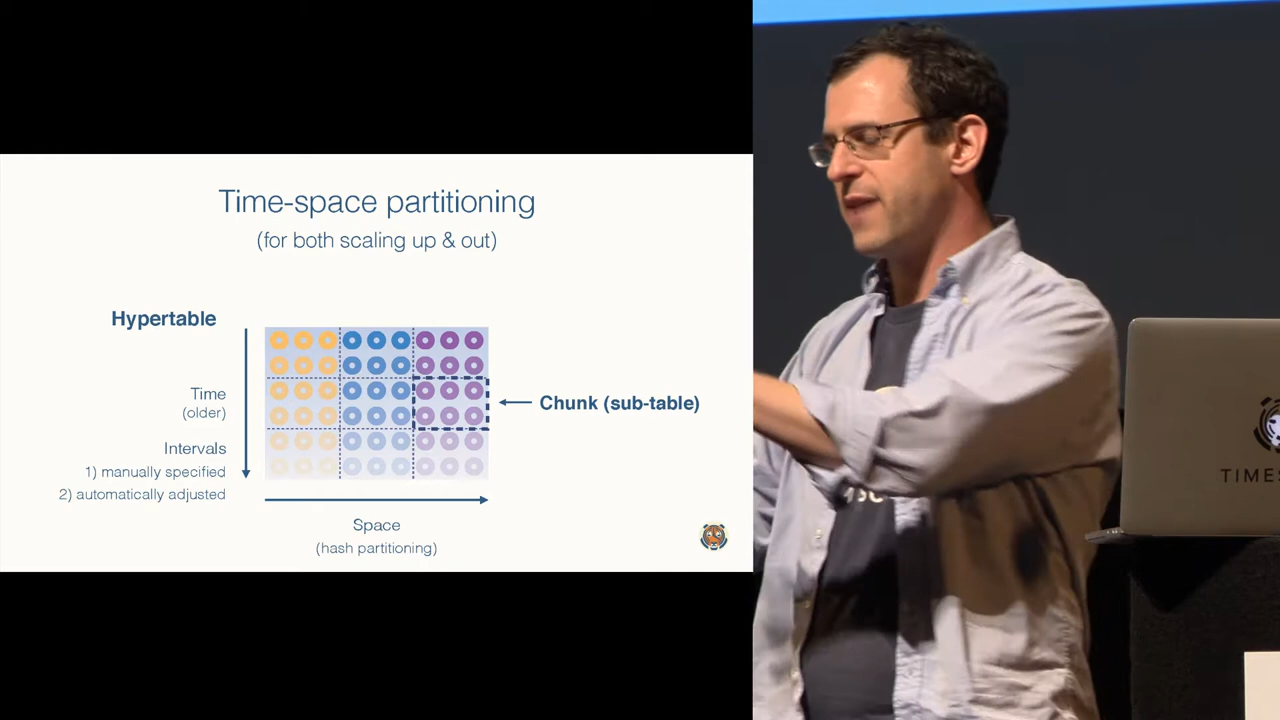 Time-space partitioning
(for both scaling up & out)
Hypertable
Time
(older)
Intervals
1) manually specified
2) automatically adjusted
Chunk (sub-table)
Space
(hash partitioning)